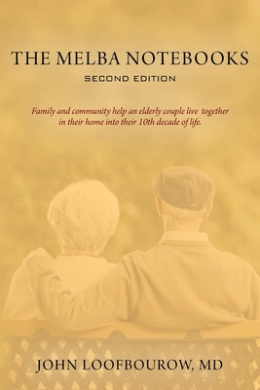 THE MELBA NOTEBOOKS
SECOND EDITION
Family and community help an elderly couple live together
in their home into their 10th decade of life.
JOHN LOOFBOUROW, MD